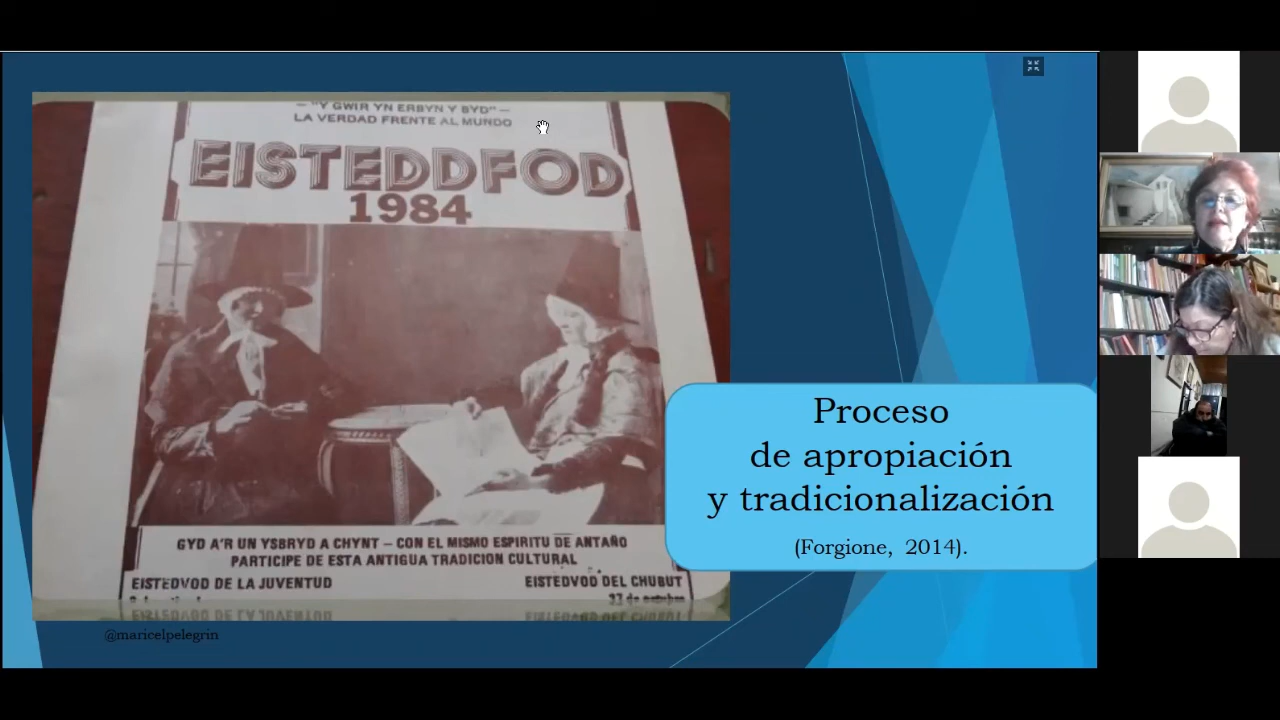 — "Y GWIR YN ERBYN Y BYD" —
LA VERDAD FRENTE AL MUNDO
EISTEDDFOD
1984
GYD A'R UN YSBRYD A CHYNT – CON EL MISMO ESPIRITU DE ANTAÑO
PARTICIPE DE ESTA ANTIGUA TRADICION CULTURAL
EISTEDVOD DE LA JUVENTUD
EISTEDVOD DEL CHUBUT
Proceso
de apropiación
y tradicionalización
(Forgione, 2014).
@maricelpelegrin